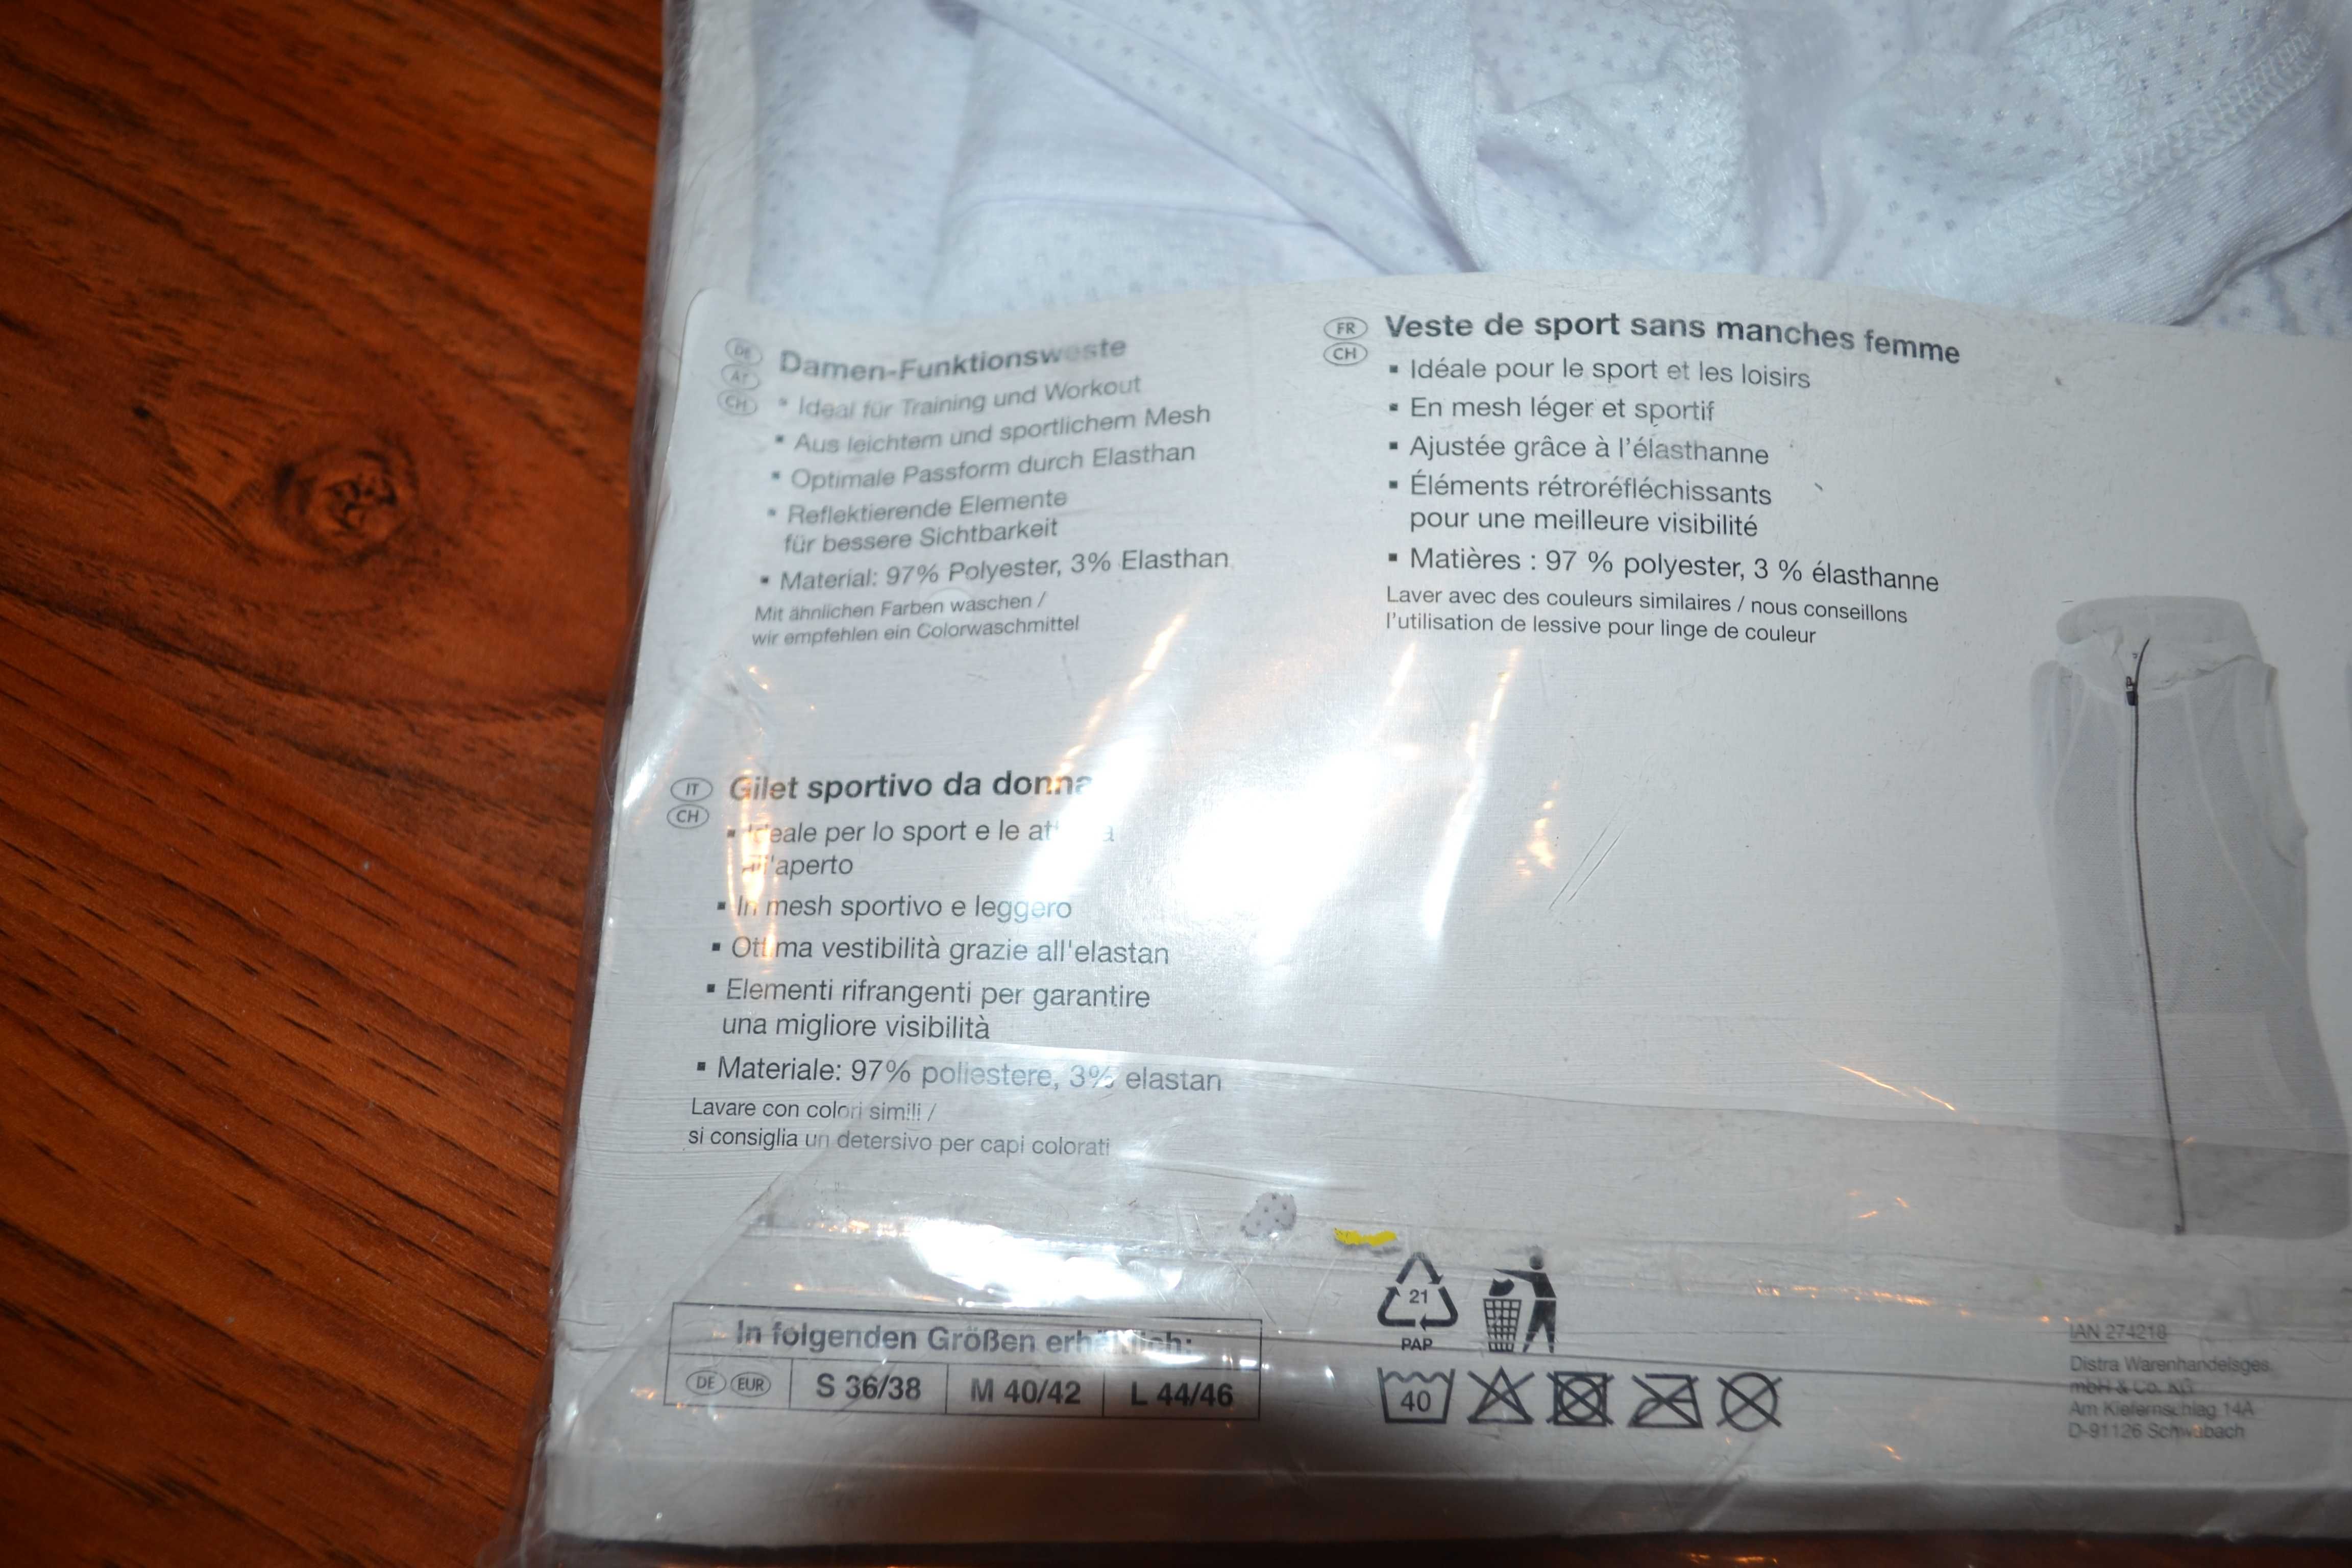 DE
AT
CH
Damen-Funktionsweste
▪ Ideal für Training und Workout
▪ Aus leichtem und sportlichem Mesh
▪ Optimale Passform durch Elasthan
▪ Reflektierende Elemente
für bessere Sichtbarkeit
▪ Material: 97% Polyester, 3% Elasthan
Mit ähnlichen Farben waschen /
wir empfehlen ein Colorwaschmittel
FR
CH
Veste de sport sans manches femme
▪ Idéale pour le sport et les loisirs
▪ En mesh léger et sportif
▪ Ajustée grâce à l'élasthanne
▪ Éléments rétroréfléchissants
pour une meilleure visibilité
▪ Matières : 97 % polyester, 3 % élasthanne
Laver avec des couleurs similaires / nous conseillons
l'utilisation de lessive pour linge de couleur
IT
CH
Gilet sportivo da donna
▪ Ideale per lo sport e le
all'aperto
▪ In mesh sportivo e leggero
▪ Ottima vestibilità grazie all'elastan
▪ Elementi rifrangenti per garantire
una migliore visibilità
▪ Materiale: 97% poliestere, 3% elastan
Lavare con colori simili /
si consiglia un detersivo per capi colorati
In folgenden Größen erhältlich:
DE EUR S 36/38 M 40/42 L 44/46
21
PAP
40
IAN 274218
Distra Warenhandelsges.
mbH & Co. KG
Am Kiefernschlag 14A
D-91126 Schwabach